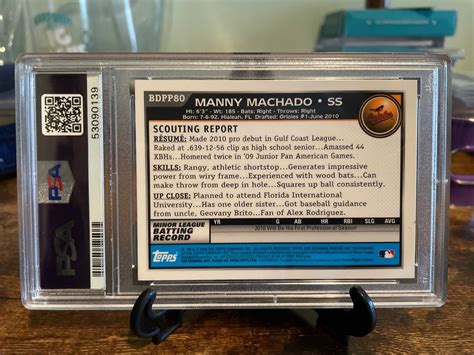 BDPP80
MANNY MACHADO • SS
Ht: 6'3" • Wt: 185 • Bats: Right • Throws: Right
Born: 7-6-92, Hialeah, FL Drafted: Orioles #1-June 2010
SCOUTING REPORT
RÉSUMÉ: Made 2010 pro debut in Gulf Coast League...
Raked at .639-12-56 clip as high school senior...Amassed 44
XBHs...Homered twice in '09 Junior Pan American Games.
SKILLS: Rangy, athletic shortstop...Generates impressive
power from wiry frame...Experienced with wood bats...Can
make things happen on bases...Squares up ball consistently.
UP CLOSE: Planned to attend Florida International
University...Has one older sister...Got baseball guidance
from uncle, Geovany Brito...Fan of Alex Rodriguez.
MINOR LEAGUE
BATTING
RECORD
YR G AB R H HR RBI SLG AVG
2010 Will Be His First Professional Season
Topps
53090139
PSA
PSA